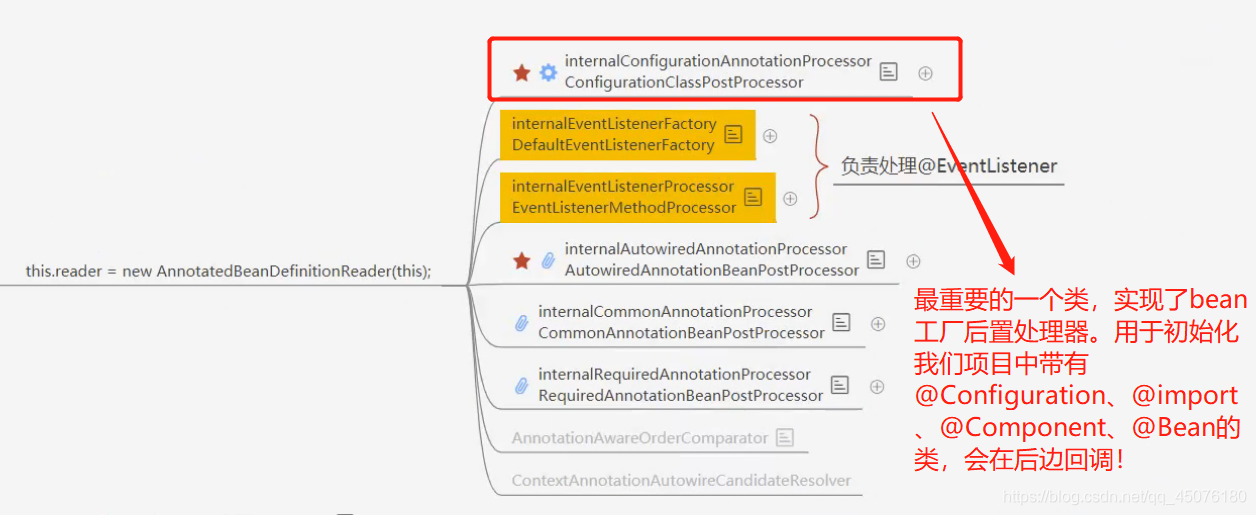 internalConfigurationAnnotationProcessor
ConfigurationClassPostProcessor
internalEventListenerFactory
DefaultEventListenerFactory
负责处理@EventListener
internalEventListenerProcessor
EventListenerMethodProcessor
internalAutowiredAnnotationProcessor
AutowiredAnnotationBeanPostProcessor
this.reader = new AnnotatedBeanDefinitionReader(this);
最重要的一个类，实现了bean
工厂后置处理器。用于初始化
我们项目中带有
@Configuration、@import
、@Component、@Bean的
类，会在后边回调！
internalCommonAnnotationProcessor
CommonAnnotationBeanPostProcessor
internalRequiredAnnotationProcessor
RequiredAnnotationBeanPostProcessor
AnnotationAwareOrderComparator
ContextAnnotationAutowireCandidateResolver
https://blog.csdn.net/qq_45076180